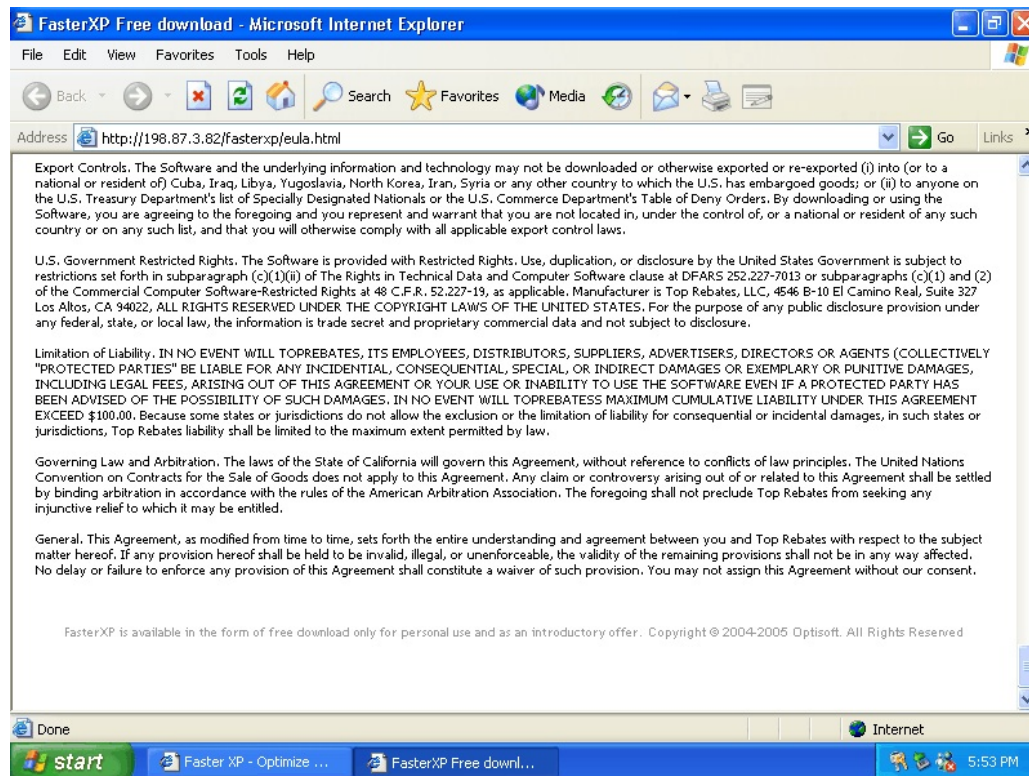 FasterXP Free download - Microsoft Internet Explorer
File Edit View Favorites Tools Help
Back Search Favorites Media
Address http://198.87.3.82/fasterxp/eula.html Go Links
Export Controls. The Software and the underlying information and technology may not be downloaded or otherwise exported or re-exported (i) into (or to a
national or resident of) Cuba, Iraq, Libya, Yugoslavia, North Korea, Iran, Syria or any other country to which the U.S. has embargoed goods; or (ii) to anyone on
the U.S. Treasury Department's list of Specially Designated Nationals or the U.S. Commerce Department's Table of Deny Orders. By downloading or using the
Software, you are agreeing to the foregoing and you represent and warrant that you are not located in, under the control of, or a national or resident of any such
country or on any such list, and that you will otherwise comply with all applicable export control laws.
U.S. Government Restricted Rights. The Software is provided with Restricted Rights. Use, duplication, or disclosure by the United States Government is subject to
restrictions set forth in subparagraph (c)(1)(ii) of The Rights in Technical Data and Computer Software clause at DFARS 252.227-7013 or subparagraphs (c)(1) and (2)
of the Commercial Computer Software-Restricted Rights at 48 C.F.R. 52.227-19, as applicable. Manufacturer is Top Rebates, LLC, 4546 B-10 El Camino Real, Suite 327
Los Altos, CA 94022, ALL RIGHTS RESERVED UNDER THE COPYRIGHT LAWS OF THE UNITED STATES. For the purpose of any public disclosure provision under
any federal, state, or local law, the information is trade secret and proprietary commercial data and not subject to disclosure.
Limitation of Liability. IN NO EVENT WILL TOPREBATES, ITS EMPLOYEES, DISTRIBUTORS, SUPPLIERS, ADVERTISERS, DIRECTORS OR AGENTS (COLLECTIVELY
"PROTECTED PARTIES" BE LIABLE FOR ANY INCIDENTIAL, CONSEQUENTIAL, SPECIAL, OR INDIRECT DAMAGES OR EXEMPLARY OR PUNITIVE DAMAGES,
INCLUDING LEGAL FEES, ARISING OUT OF THIS AGREEMENT OR YOUR USE OR INABILITY TO USE THE SOFTWARE EVEN IF A PROTECTED PARTY HAS
BEEN ADVISED OF THE POSSIBILITY OF SUCH DAMAGES. IN NO EVENT WILL TOPREBATESS MAXIMUM CUMULATIVE LIABILITY UNDER THIS AGREEMENT
EXCEED $100.00. Because some states or jurisdictions do not allow the exclusion or the limitation of liability for consequential or incidental damages, in such states or
jurisdictions, Top Rebates liability shall be limited to the maximum extent permitted by law.
Governing Law and Arbitration. The laws of the State of California will govern this Agreement, without reference to conflicts of law principles. The United Nations
Convention on Contracts for the Sale of Goods does not apply to this Agreement. Any claim or controversy arising out of or related to this Agreement shall be settled
by binding arbitration in accordance with the rules of the American Arbitration Association. The foregoing shall not preclude Top Rebates from seeking any
injunctive relief to which it may be entitled.
General. This Agreement, as modified from time to time, sets forth the entire understanding and agreement between you and Top Rebates with respect to the subject
matter hereof. If any provision hereof shall be held to be invalid, illegal, or unenforceable, the validity of the remaining provisions shall not be in any way affected.
No delay or failure to enforce any provision of this Agreement shall constitute a waiver of such provision. You may not assign this Agreement without our consent.
FasterXP is available in the form of free download only for personal use and as an introductory offer. Copyright © 2004-2005 Optisoft. All Rights Reserved
Done Internet
start Faster XP - Optimize ... FasterXP Free downl... 5:53 PM